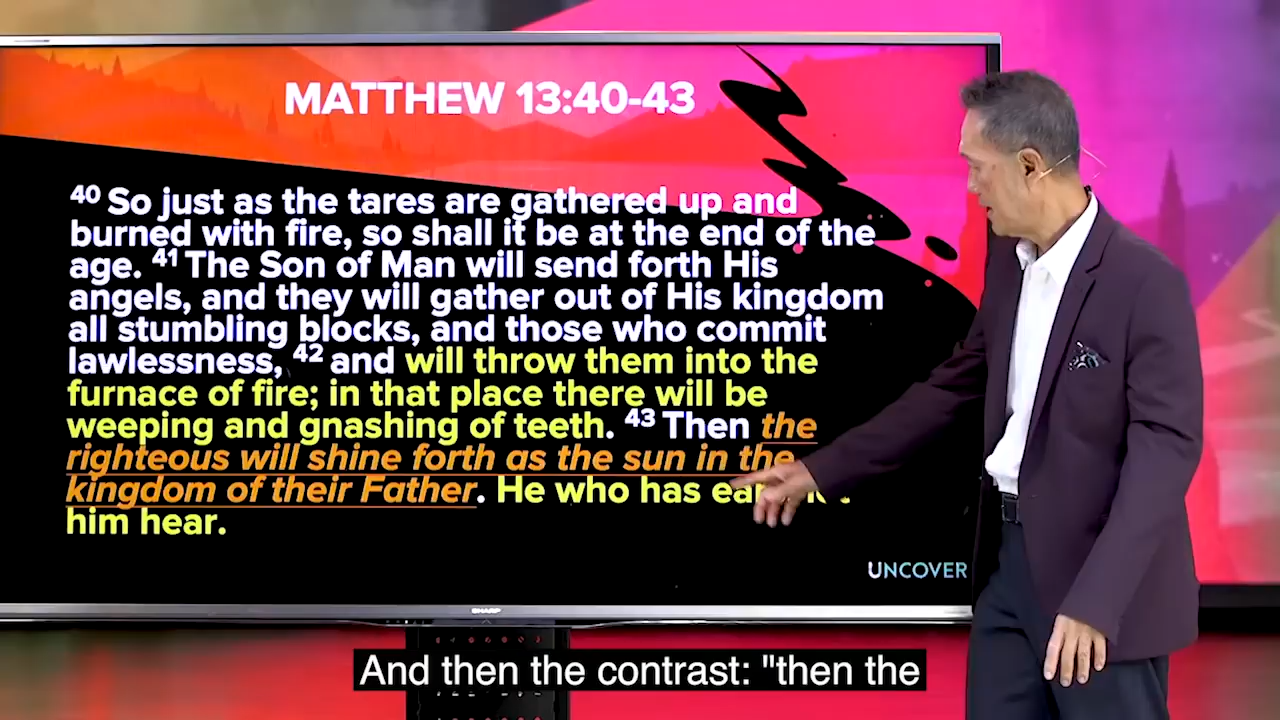 MATTHEW 13:40-43
40 So just as the tares are gathered up and
burned with fire, so shall it be at the end of the
age. 41 The Son of Man will send forth His
angels, and they will gather out of His kingdom
all stumbling blocks, and those who commit
lawlessness, 42 and will throw them into the
furnace of fire; in that place there will be
weeping and gnashing of teeth. 43 Then the
righteous will shine forth as the sun in the
kingdom of their Father. He who has
him hear.
UNCOVER
SHARP
And then the contrast: "then the